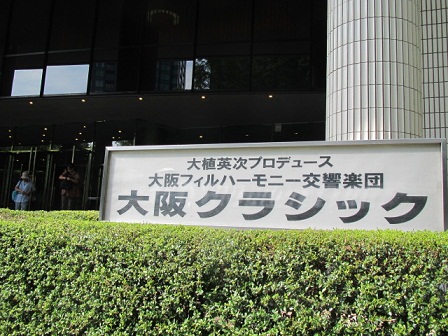 大植英次プロデュース
大阪フィルハーモニー交響楽団
大阪クラシック